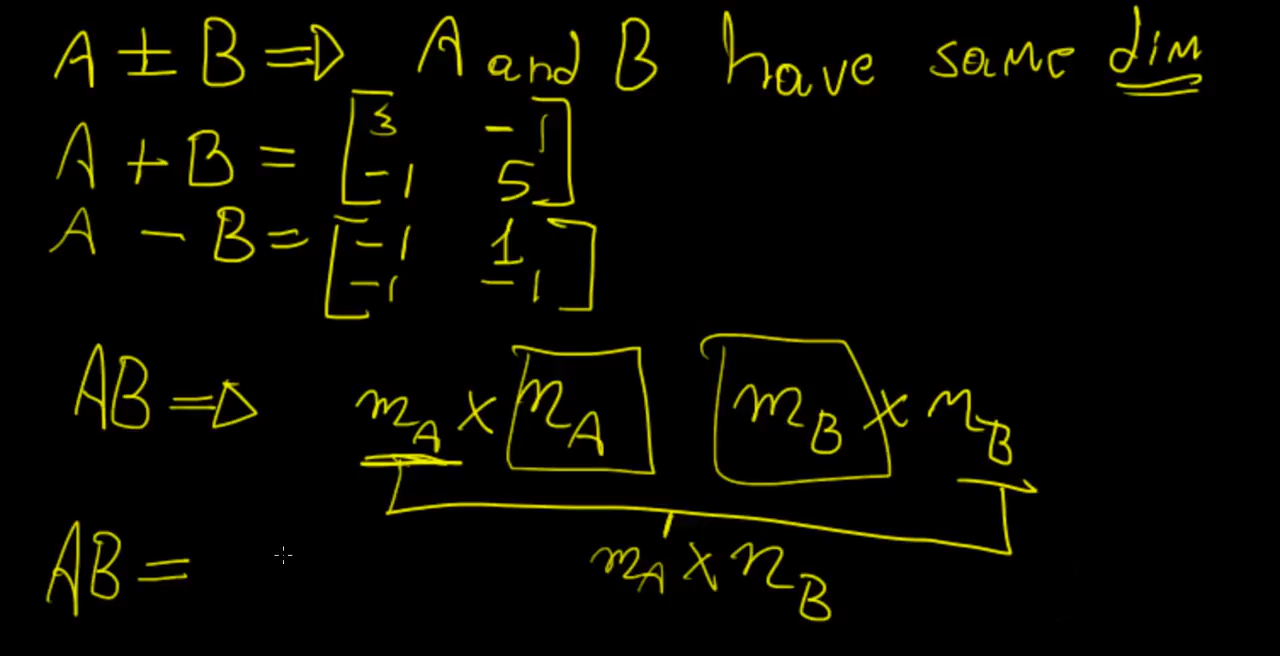 A ± B ⇒ A and B have same dim
A + B = [3 -1
-1 5]
A - B = [-1 1
-1 -1]
AB ⇒ m_A × n_A m_B × n_B
m_A × n_B
AB =